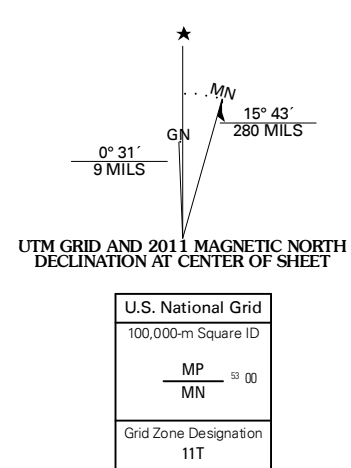 MN
15° 43´
280 MILS
GN
0° 31´
9 MILS
UTM GRID AND 2011 MAGNETIC NORTH
DECLINATION AT CENTER OF SHEET
U.S. National Grid
100,000-m Square ID
MP
53 00
MN
Grid Zone Designation
11T